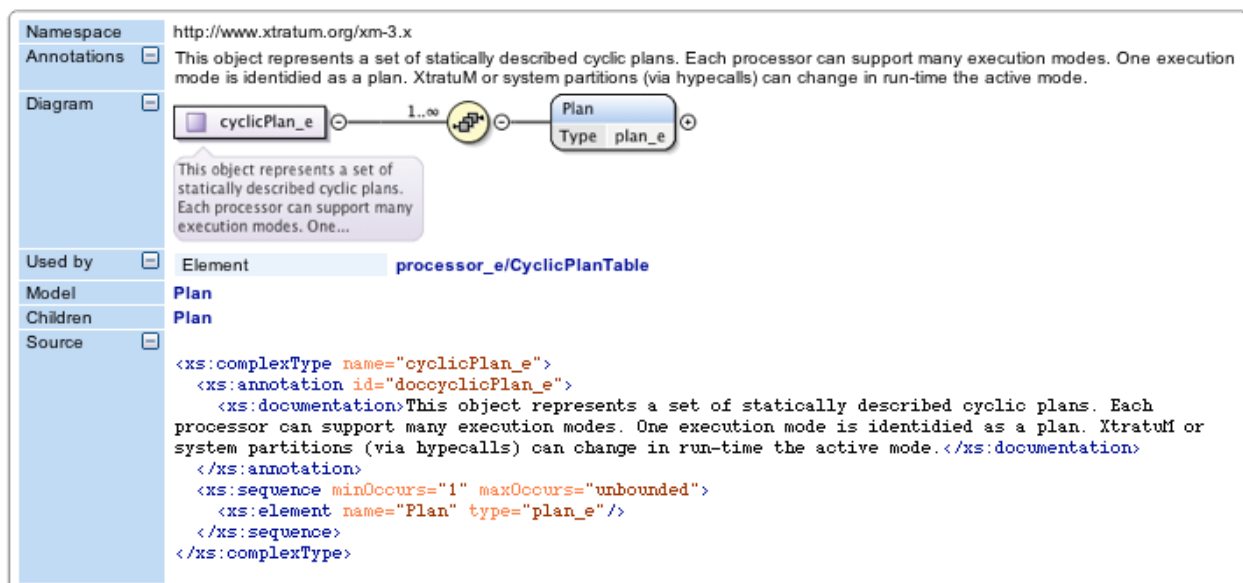 Namespace http://www.xtratum.org/xm-3.x
Annotations This object represents a set of statically described cyclic plans. Each processor can support many execution modes. One execution
mode is identidied as a plan. XtratuM or system partitions (via hypecalls) can change in run-time the active mode.
Diagram
cyclicPlan_e 1..∞ Plan
Type plan_e
This object represents a set of
statically described cyclic plans.
Each processor can support many
execution modes. One...
Used by Element processor_e/CyclicPlanTable
Model Plan
Children Plan
Source
<xs:complexType name="cyclicPlan_e">
<xs:annotation id="doccyclicPlan_e">
<xs:documentation>This object represents a set of statically described cyclic plans. Each
processor can support many execution modes. One execution mode is identidied as a plan. XtratuM or
system partitions (via hypecalls) can change in run-time the active mode.</xs:documentation>
</xs:annotation>
<xs:sequence minOccurs="1" maxOccurs="unbounded">
<xs:element name="Plan" type="plan_e"/>
</xs:sequence>
</xs:complexType>